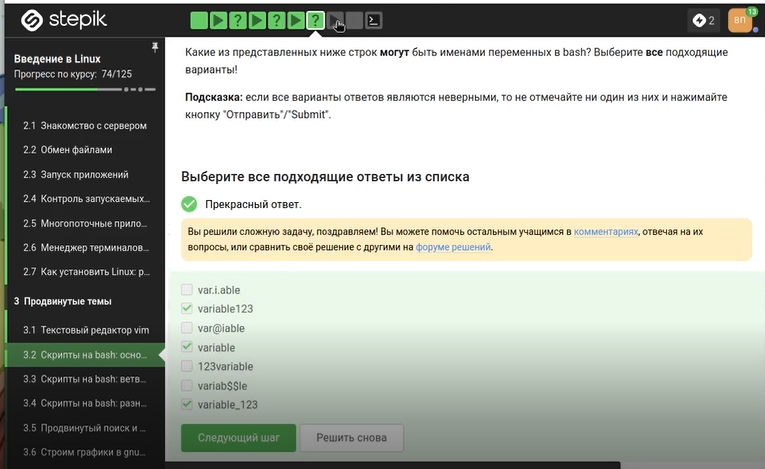 stepik
2
ВП
13
Введение в Linux
Прогресс по курсу: 74/125
2.1 Знакомство с сервером
2.2 Обмен файлами
2.3 Запуск приложений
2.4 Контроль запускаемых...
2.5 Многопоточные прило...
2.6 Менеджер терминалов...
2.7 Как установить Linux: р...
3 Продвинутые темы
3.1 Текстовый редактор vim
3.2 Скрипты на bash: осно...
3.3 Скрипты на bash: ветв...
3.4 Скрипты на bash: разн...
3.5 Продвинутый поиск и ...
3.6 Строим графики в gnu...
Какие из представленных ниже строк могут быть именами переменных в bash? Выберите все подходящие
варианты!
Подсказка: если все варианты ответов являются неверными, то не отмечайте ни один из них и нажимайте
кнопку "Отправить"/"Submit".
Выберите все подходящие ответы из списка
Прекрасный ответ.
Вы решили сложную задачу, поздравляем! Вы можете помочь остальным учащимся в комментариях, отвечая на их
вопросы, или сравнить своё решение с другими на форуме решений.
var.i.able
variable123
var@iable
variable
123variable
variab$$le
variable_123
Следующий шаг
Решить снова